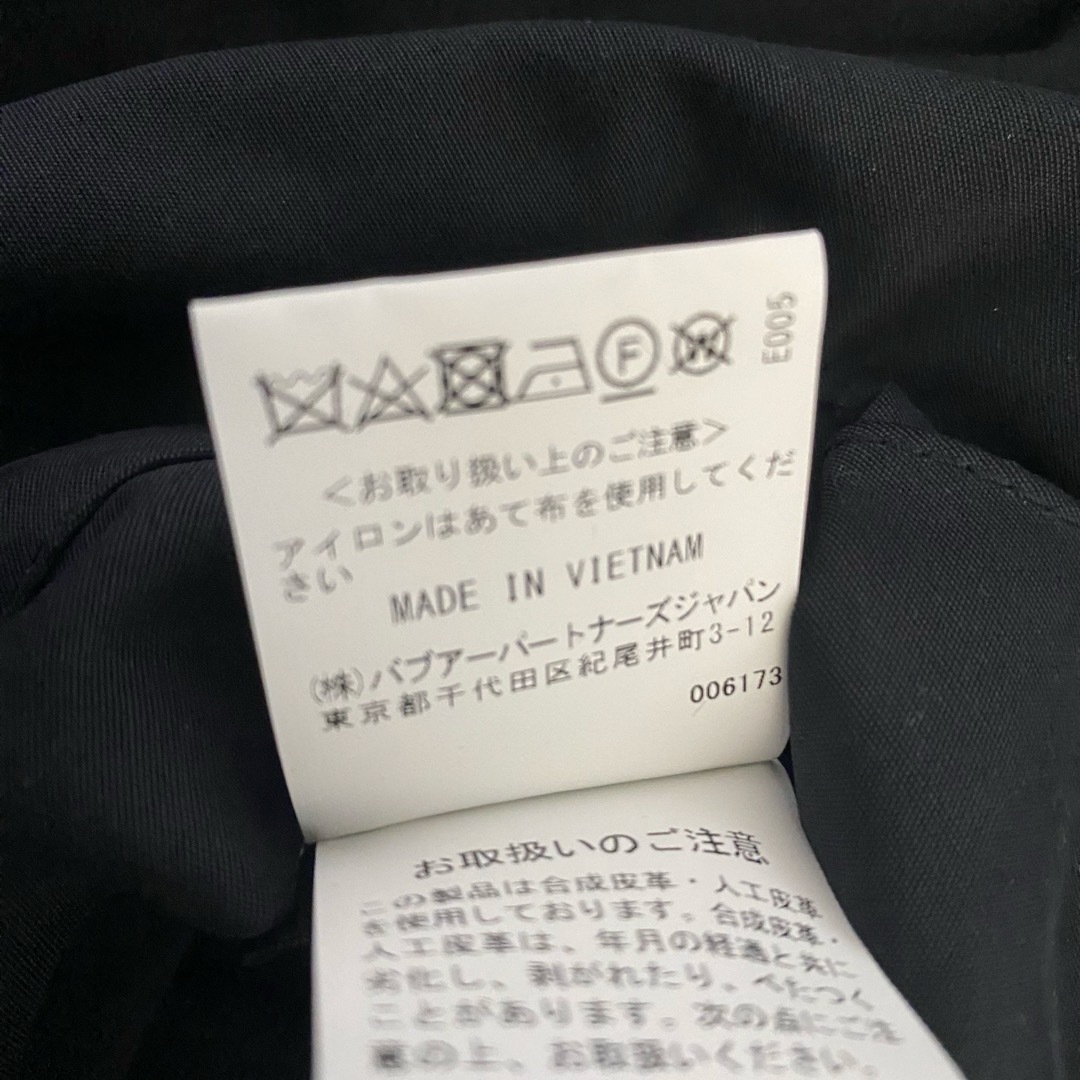 E005
F
W
<お取り扱い上のご注意>
アイロンはあて布を使用してくだ
さい
MADE IN VIETNAM
(株)バブアーパートナーズジャパン
東京都千代田区紀尾井町3-12
006173
お取扱いのご注意
この製品は合成皮革・人工皮革
を使用しております。合成皮革・
人工皮革は、年月の経過と共に
劣化し、剥がれたり、べたつく
ことがあります。次の点にご注
意の上、お取扱いください。